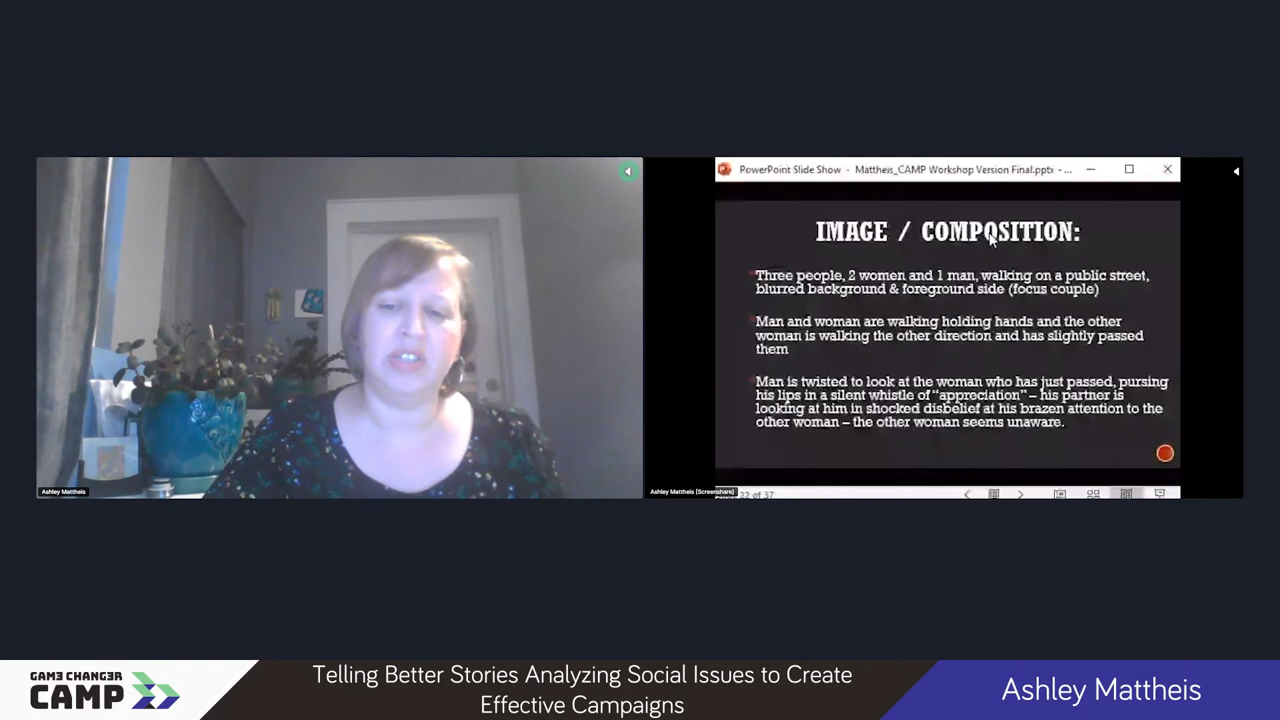 PowerPoint Slide Show - Mattheis_CAMP Workshop Version Final.pptx - ...
IMAGE / COMPOSITION:
Three people, 2 women and 1 man, walking on a public street,
blurred background & foreground side (focus couple)
Man and woman are walking holding hands and the other
woman is walking the other direction and has slightly passed
them
Man is twisted to look at the woman who has just passed, pursing
his lips in a silent whistle of "appreciation" – his partner is
looking at him in shocked disbelief at his brazen attention to the
other woman – the other woman seems unaware.
Ashley Mattheis
Ashley Mattheis (Screenshare)
22 of 37
GAME CHANGER
CAMP
Telling Better Stories Analyzing Social Issues to Create
Effective Campaigns
Ashley Mattheis